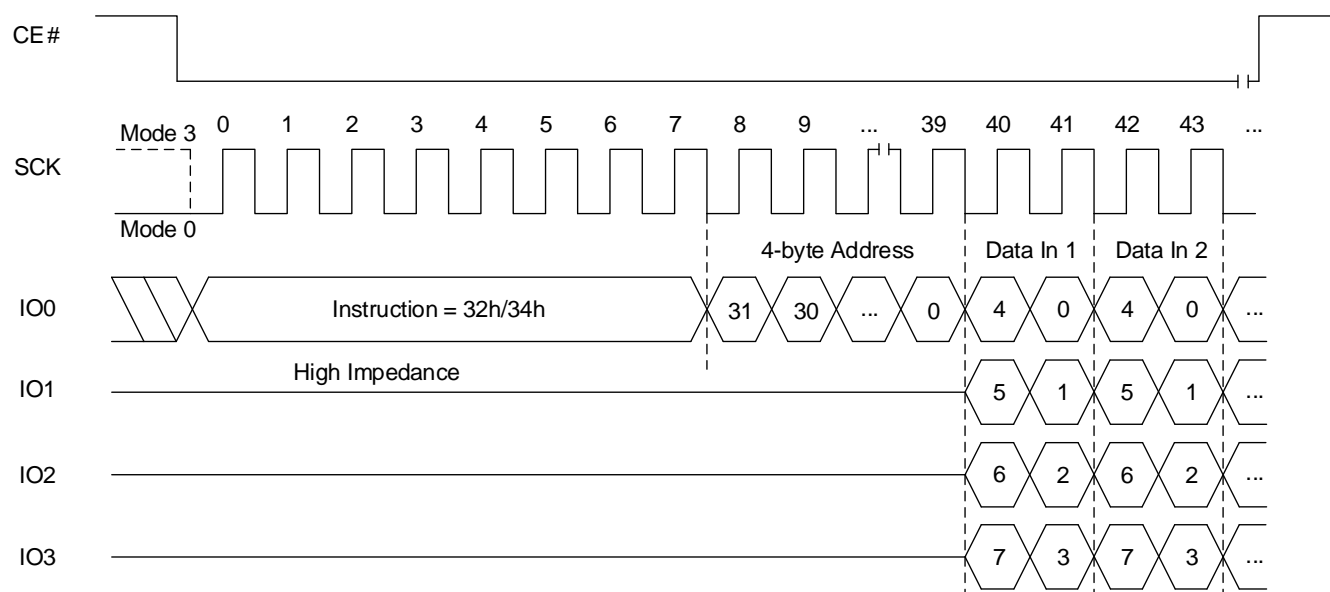 CE#
Mode 3 0 1 2 3 4 5 6 7 8 9 ... 39 40 41 42 43 ...
SCK
Mode 0
4-byte Address Data In 1 Data In 2
IO0 Instruction = 32h/34h 31 30 ... 0 4 0 4 0 ...
High Impedance
IO1 5 1 5 1 ...
IO2 6 2 6 2 ...
IO3 7 3 7 3 ...